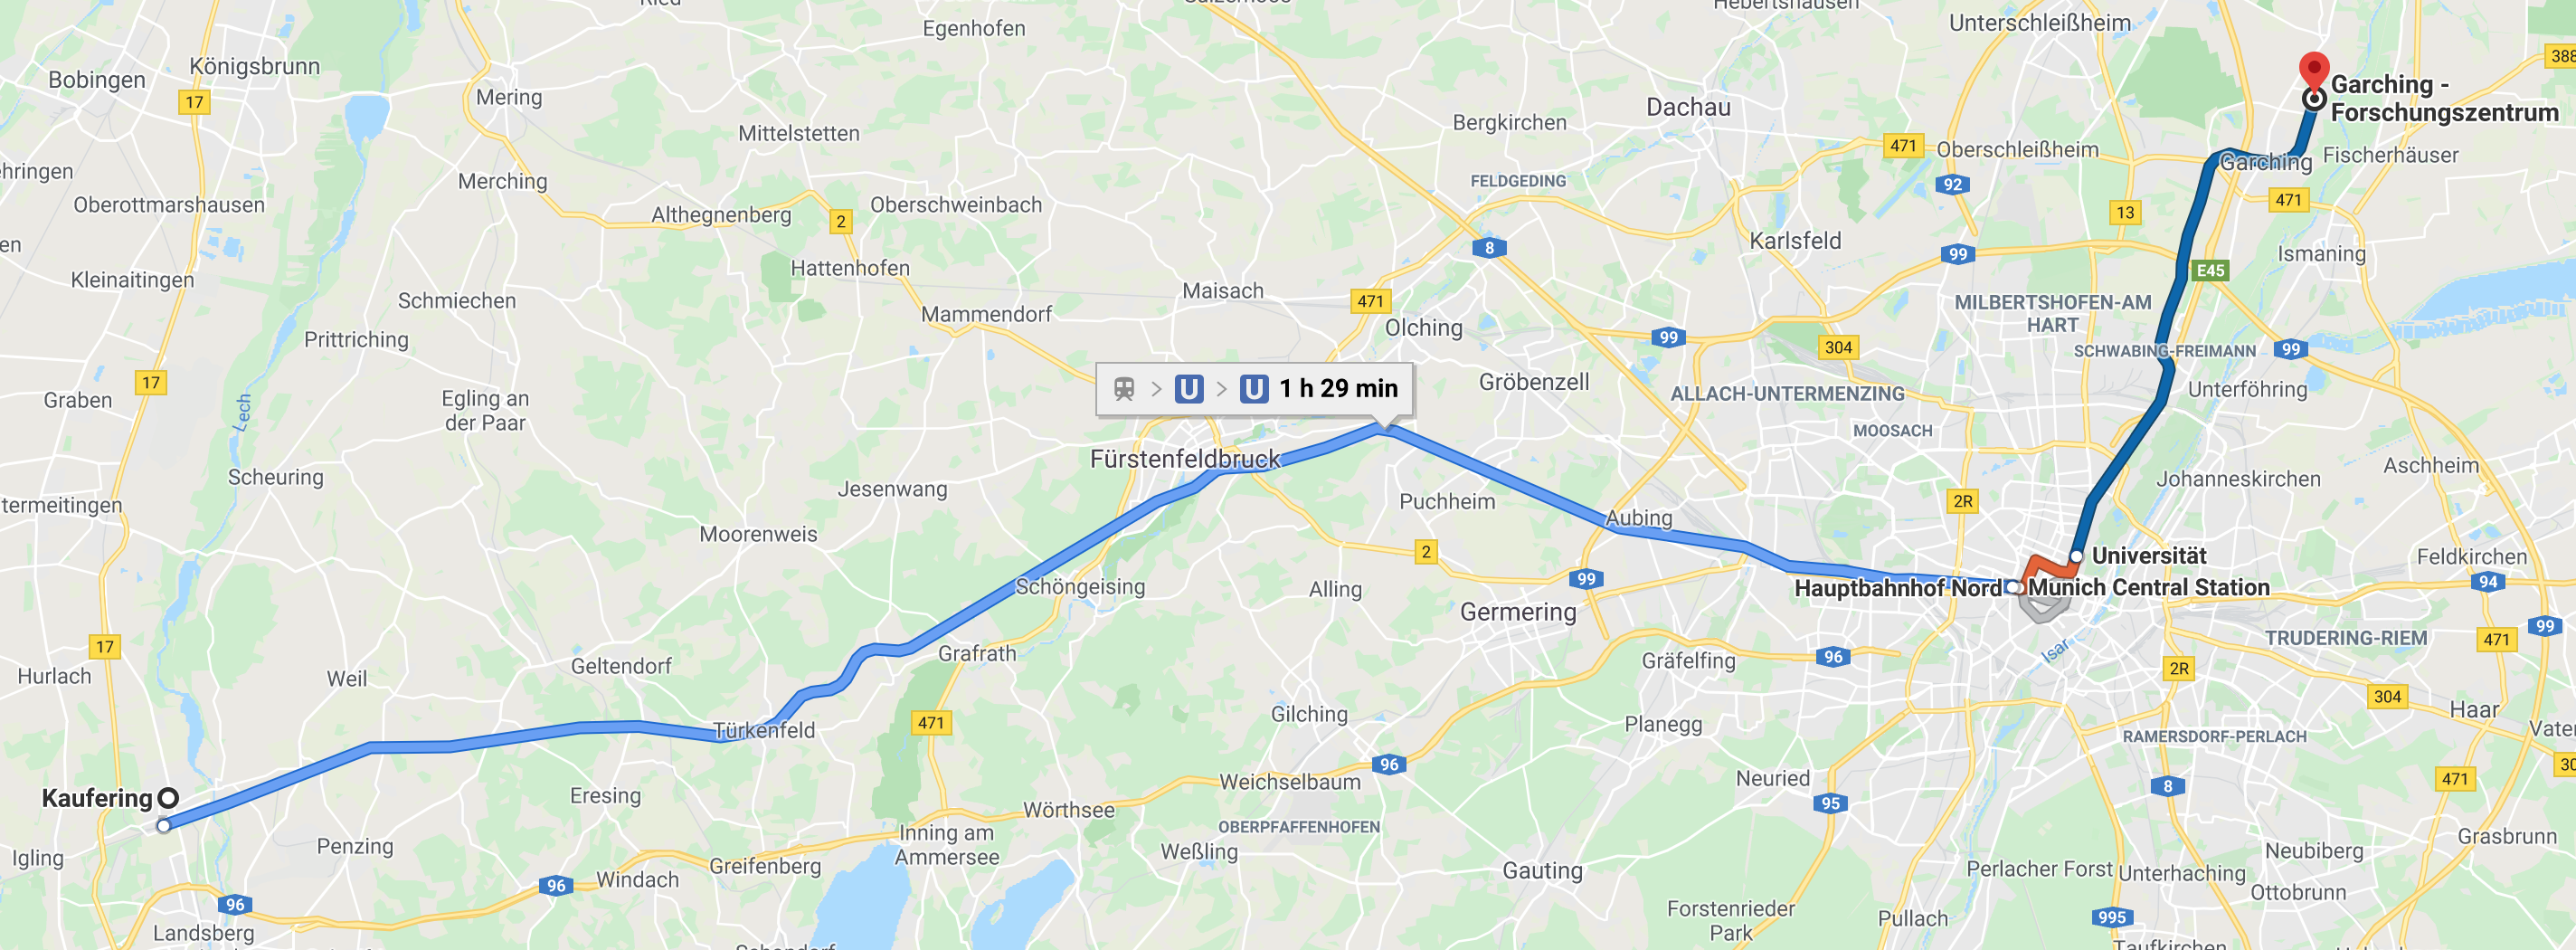 Ried
Sulzemoos
Hebertshausen
Unterschleißheim
Egenhofen
Bobingen
Königsbrunn
17
Mering
388
Garching -
Forschungszentrum
Dachau
Bergkirchen
Mittelstetten
471
Oberschleißheim
Garching
Fischerhäuser
ehringen
Merching
FELDGEDING
92
471
Oberottmarshausen
Althegnenberg
2
Oberschweinbach
13
en
Karlsfeld
8
99
Ismaning
Kleinaitingen
Hattenhofen
E45
Schmiechen
Maisach
471
MILBERTSHOFEN-AM
HART
Mammendorf
Olching
Prittriching
99
304
SCHWABING-FREIMANN
99
17
Graben
Egling an
der Paar
Lech
U
U
1 h 29 min
Gröbenzell
ALLACH-UNTERMENZING
Unterföhring
MOOSACH
Fürstenfeldbruck
Aschheim
Scheuring
Johanneskirchen
Jesenwang
Puchheim
2R
termeitingen
Aubing
Moorenweis
2
Universität
Feldkirchen
99
94
Schöngeising
Alling
Hauptbahnhof Nord
Munich Central Station
Germering
99
17
TRUDERING-RIEM
471
Isar
Grafrath
96
Gräfelfing
2R
Hurlach
Weil
Geltendorf
304
Haar
471
Türkenfeld
Gilching
Planegg
RAMERSDORF-PERLACH
Vater
96
30
Weichselbaum
Neuried
471
8
Kaufering
Eresing
Wörthsee
95
OBERPFAFFENHOFEN
Inning am
Ammersee
Grasbrunn
Igling
Penzing
Greifenberg
Weßling
Neubiberg
Gauting
Perlacher Forst
Unterhaching
96
Windach
Ottobrunn
96
Forstenrieder
Park
Pullach
995
Landsberg
Schondorf
Taufkirchen